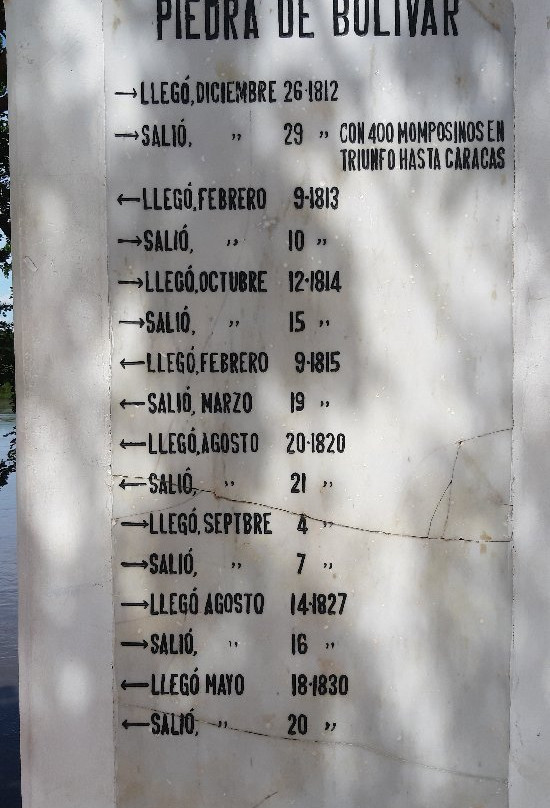 PIEDRA DE BOLIVAR
→LLEGÓ, DICIEMBRE 26-1812
→SALIÓ, „ 29 „ CON 400 MOMPOSINOS EN
TRIUNFO HASTA CARACAS
←LLEGÓ, FEBRERO 9-1813
→SALIÓ, „ 10 „
→LLEGÓ, OCTUBRE 12-1814
→SALIÓ, „ 15 „
←LLEGÓ, FEBRERO 9-1815
←SALIÓ, MARZO 19 „
←LLEGÓ, AGOSTO 20-1820
←SALIÓ, „ 21 „
→LLEGÓ, SEPTBRE 4 „
→SALIÓ, „ 7 „
→LLEGÓ AGOSTO 14-1827
→SALIÓ, „ 16 „
←LLEGÓ MAYO 18-1830
←SALIÓ, „ 20 „